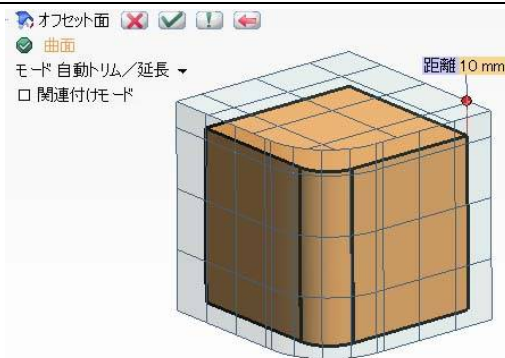 オフセット面
曲面
モード 自動トリム／延長
関連付けモード
距離 10 mm